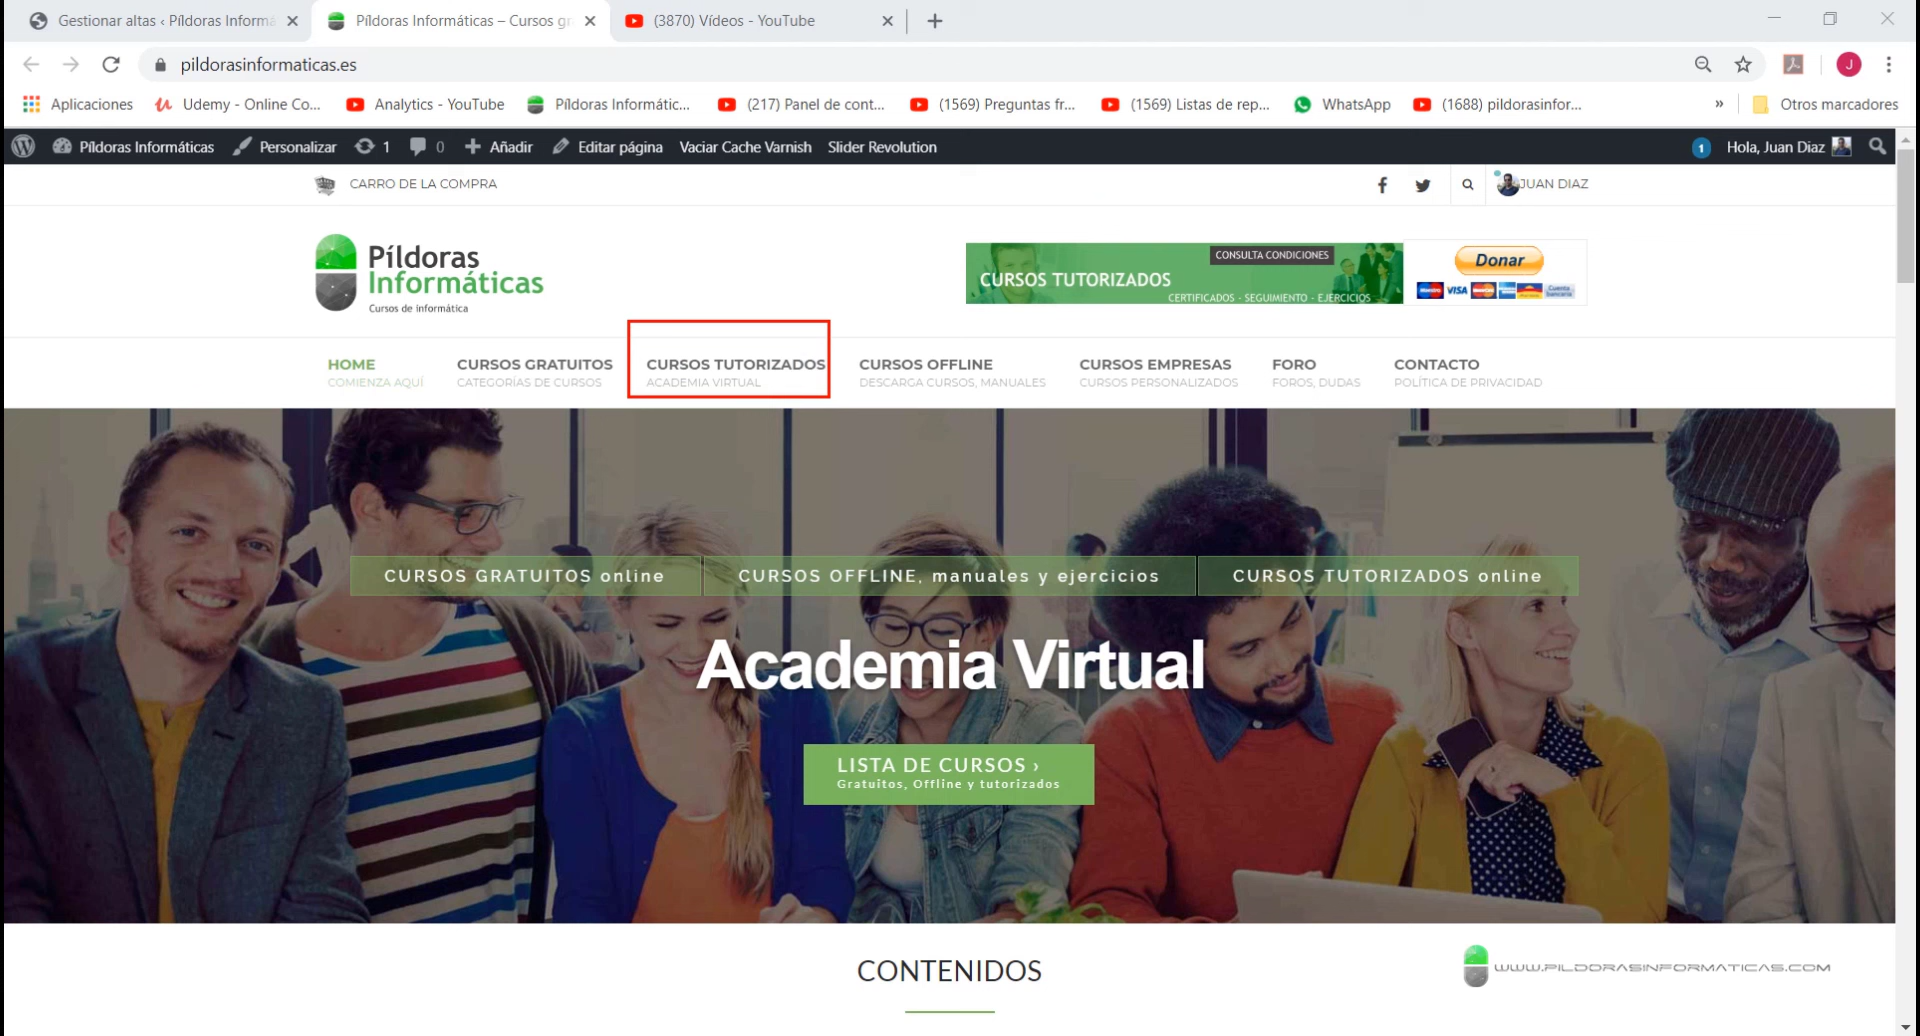 Gestionar altas ‹ Píldoras Informá
Píldoras Informáticas – Cursos gr
(3870) Vídeos - YouTube
pildorasinformaticas.es
J
Aplicaciones
Udemy - Online Co...
Analytics - YouTube
Píldoras Informátic...
(217) Panel de cont...
(1569) Preguntas fr...
(1569) Listas de rep...
WhatsApp
(1688) pildorasinfor...
»
Otros marcadores
Píldoras Informáticas
Personalizar
1
0
Añadir
Editar página
Vaciar Cache Varnish
Slider Revolution
1
Hola, Juan Diaz
CARRO DE LA COMPRA
JUAN DIAZ
Píldoras
Informáticas
Cursos de informática
CONSULTA CONDICIONES
CURSOS TUTORIZADOS
CERTIFICADOS - SEGUIMIENTO - EJERCICIOS
Donar
VISA
Cuenta bancaria
HOME
COMIENZA AQUÍ
CURSOS GRATUITOS
CATEGORÍAS DE CURSOS
CURSOS TUTORIZADOS
ACADEMIA VIRTUAL
CURSOS OFFLINE
DESCARGA CURSOS, MANUALES
CURSOS EMPRESAS
CURSOS PERSONALIZADOS
FORO
FOROS, DUDAS
CONTACTO
POLÍTICA DE PRIVACIDAD
CURSOS GRATUITOS online
CURSOS OFFLINE, manuales y ejercicios
CURSOS TUTORIZADOS online
Academia Virtual
LISTA DE CURSOS ›
Gratuitos, Offline y tutorizados
CONTENIDOS
WWW.PILDORASINFORMATICAS.COM